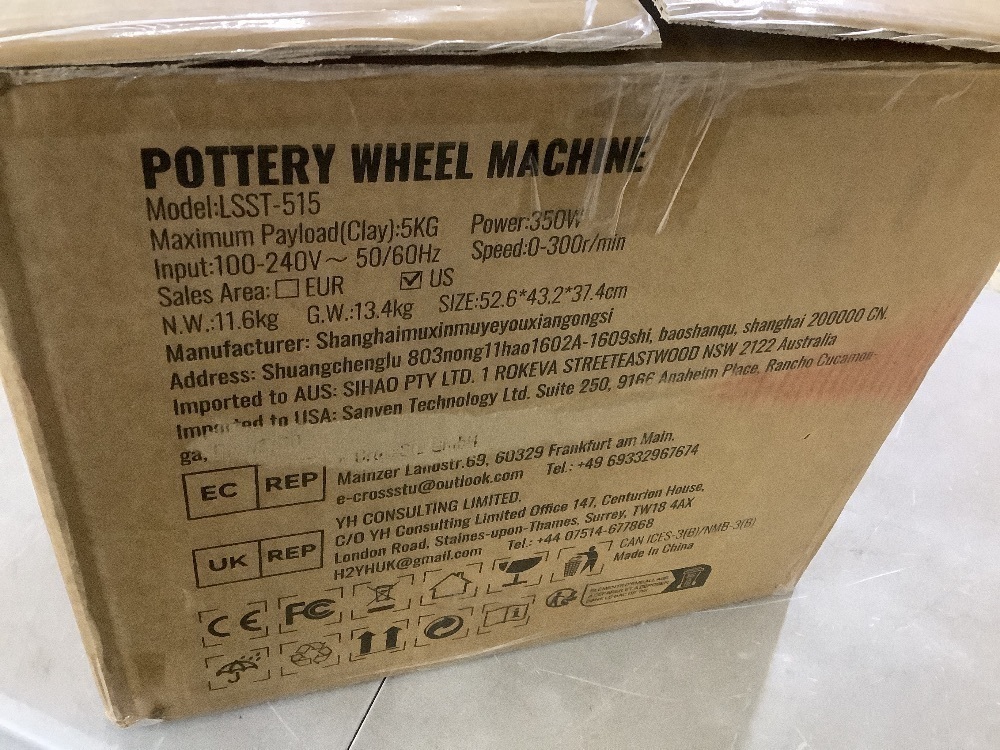 POTTERY WHEEL MACHINE
Model:LSST-515
Maximum Payload(Clay):5KG Power:350W
Input:100-240V～ 50/60Hz Speed:0-300r/min
Sales Area: EUR US
N.W.:11.6kg G.W.:13.4kg SIZE:52.6*43.2*37.4cm
Manufacturer: Shanghaimuxinmuyeyouxiangongsi
Address: Shuangchenglu 803nong11hao1602A-1609shi, baoshanqu, shanghai 200000 CN.
Imported to AUS: SIHAO PTY LTD. 1 ROKEVA STREETEASTWOOD NSW 2122 Australia
Imported to USA: Sanven Technology Ltd. Suite 250, 9166 Anaheim Place, Rancho Cucamon-
ga,
EC REP
Mainzer Landstr.69, 60329 Frankfurt am Main.
e-crossstu@outlook.com Tel.: +49 69332967674
UK REP
YH CONSULTING LIMITED.
C/O YH Consulting Limited Office 147, Centurion House,
London Road, Staines-upon-Thames, Surrey, TW18 4AX
H2YHUK@gmail.com Tel.: +44 07514-677868
CAN ICES-3(B)/NMB-3(B)
Made in China
CE FC